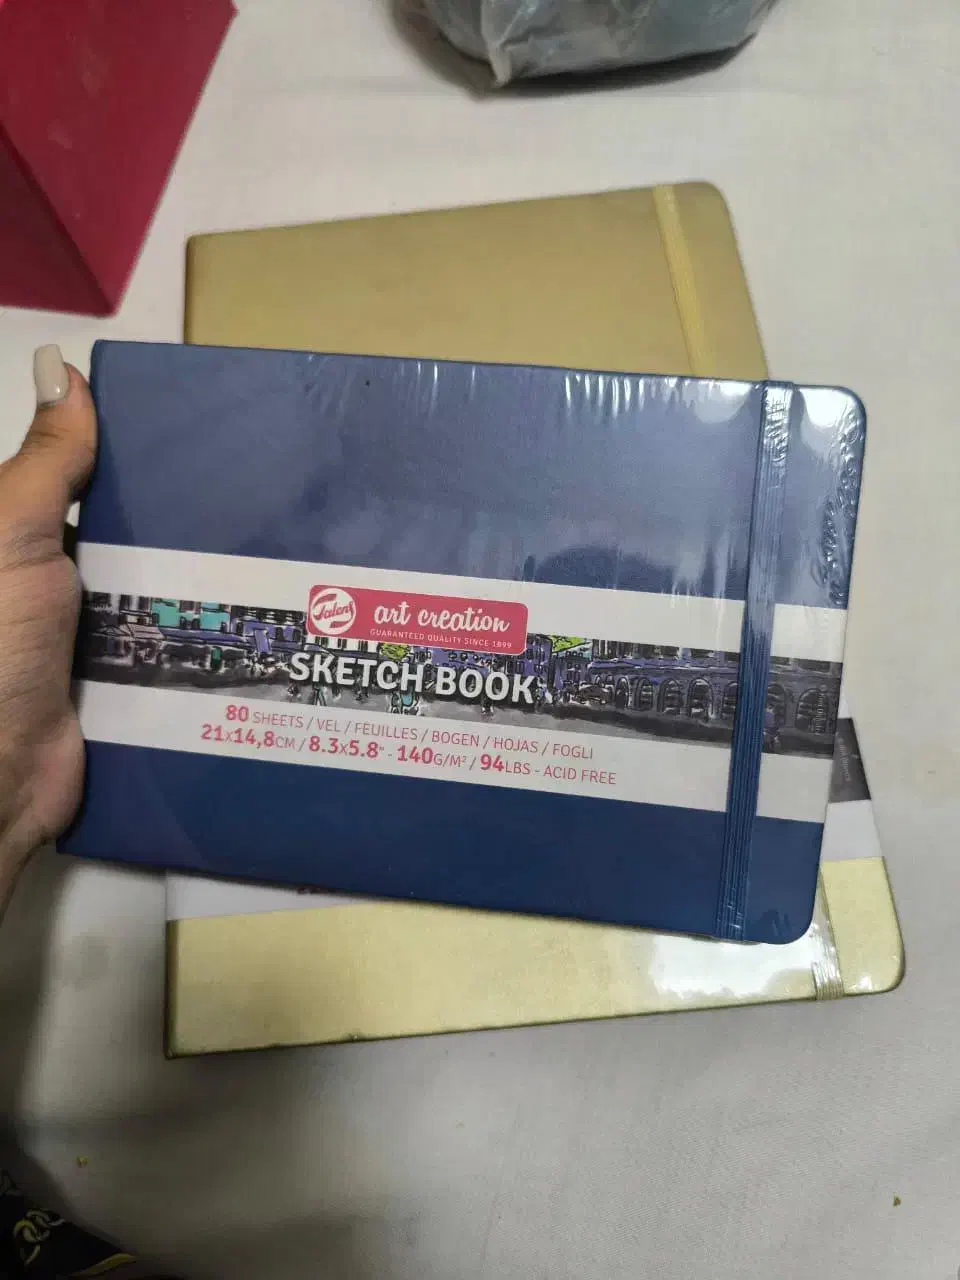 Talens
art creation
GUARANTEED QUALITY SINCE 1899
SKETCH BOOK
80 SHEETS / VEL / FEUILLES / BOGEN / HOJAS / FOGLI
21x14,8CM / 8.3x5.8" - 140G/M² / 94LBS - ACID FREE